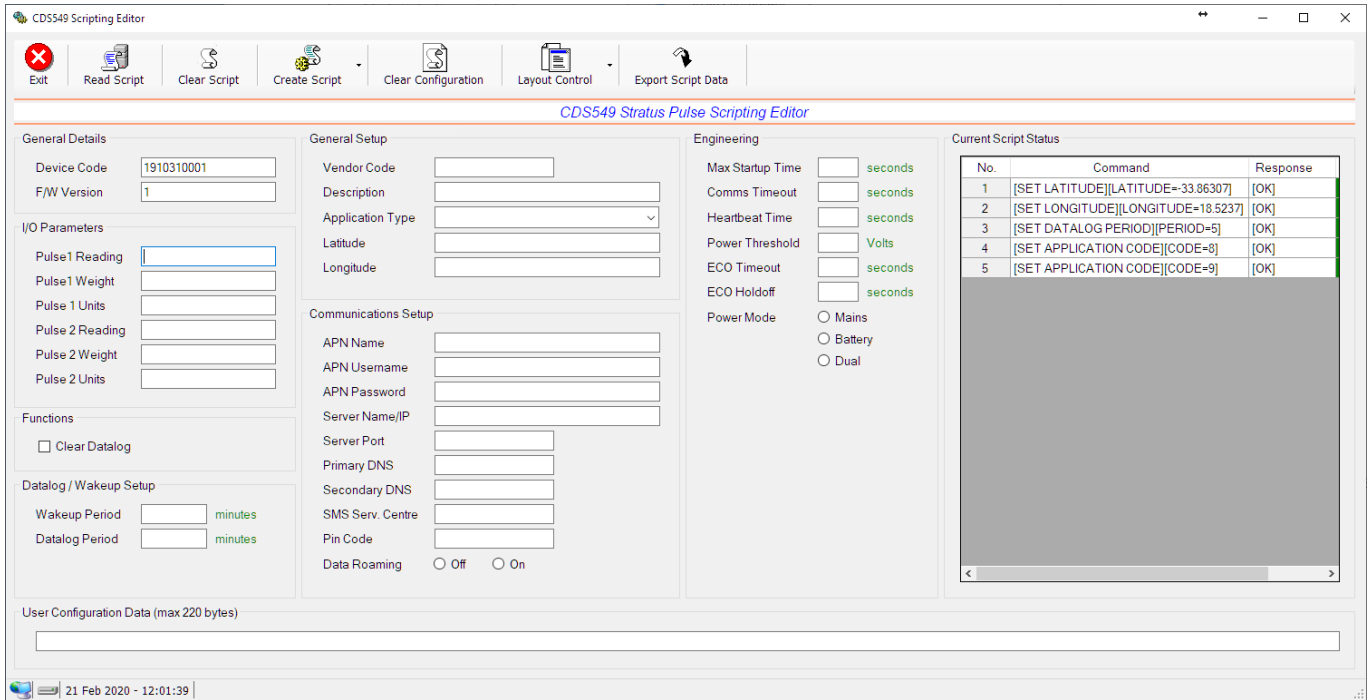 CDS549 Scripting Editor
Exit
Read Script
Clear Script
Create Script
Clear Configuration
Layout Control
Export Script Data
CDS549 Stratus Pulse Scripting Editor
General Details
Device Code 1910310001
F/W Version 1
I/O Parameters
Pulse1 Reading
Pulse1 Weight
Pulse 1 Units
Pulse 2 Reading
Pulse 2 Weight
Pulse 2 Units
Functions
Clear Datalog
Datalog / Wakeup Setup
Wakeup Period minutes
Datalog Period minutes
General Setup
Vendor Code
Description
Application Type
Latitude
Longitude
Communications Setup
APN Name
APN Username
APN Password
Server Name/IP
Server Port
Primary DNS
Secondary DNS
SMS Serv. Centre
Pin Code
Data Roaming Off On
Engineering
Max Startup Time seconds
Comms Timeout seconds
Heartbeat Time seconds
Power Threshold Volts
ECO Timeout seconds
ECO Holdoff seconds
Power Mode Mains
Battery
Dual
Current Script Status
No. Command Response
1 [SET LATITUDE][LATITUDE=-33.86307] [OK]
2 [SET LONGITUDE][LONGITUDE=18.5237] [OK]
3 [SET DATALOG PERIOD][PERIOD=5] [OK]
4 [SET APPLICATION CODE][CODE=8] [OK]
5 [SET APPLICATION CODE][CODE=9] [OK]
User Configuration Data (max 220 bytes)
21 Feb 2020 - 12:01:39